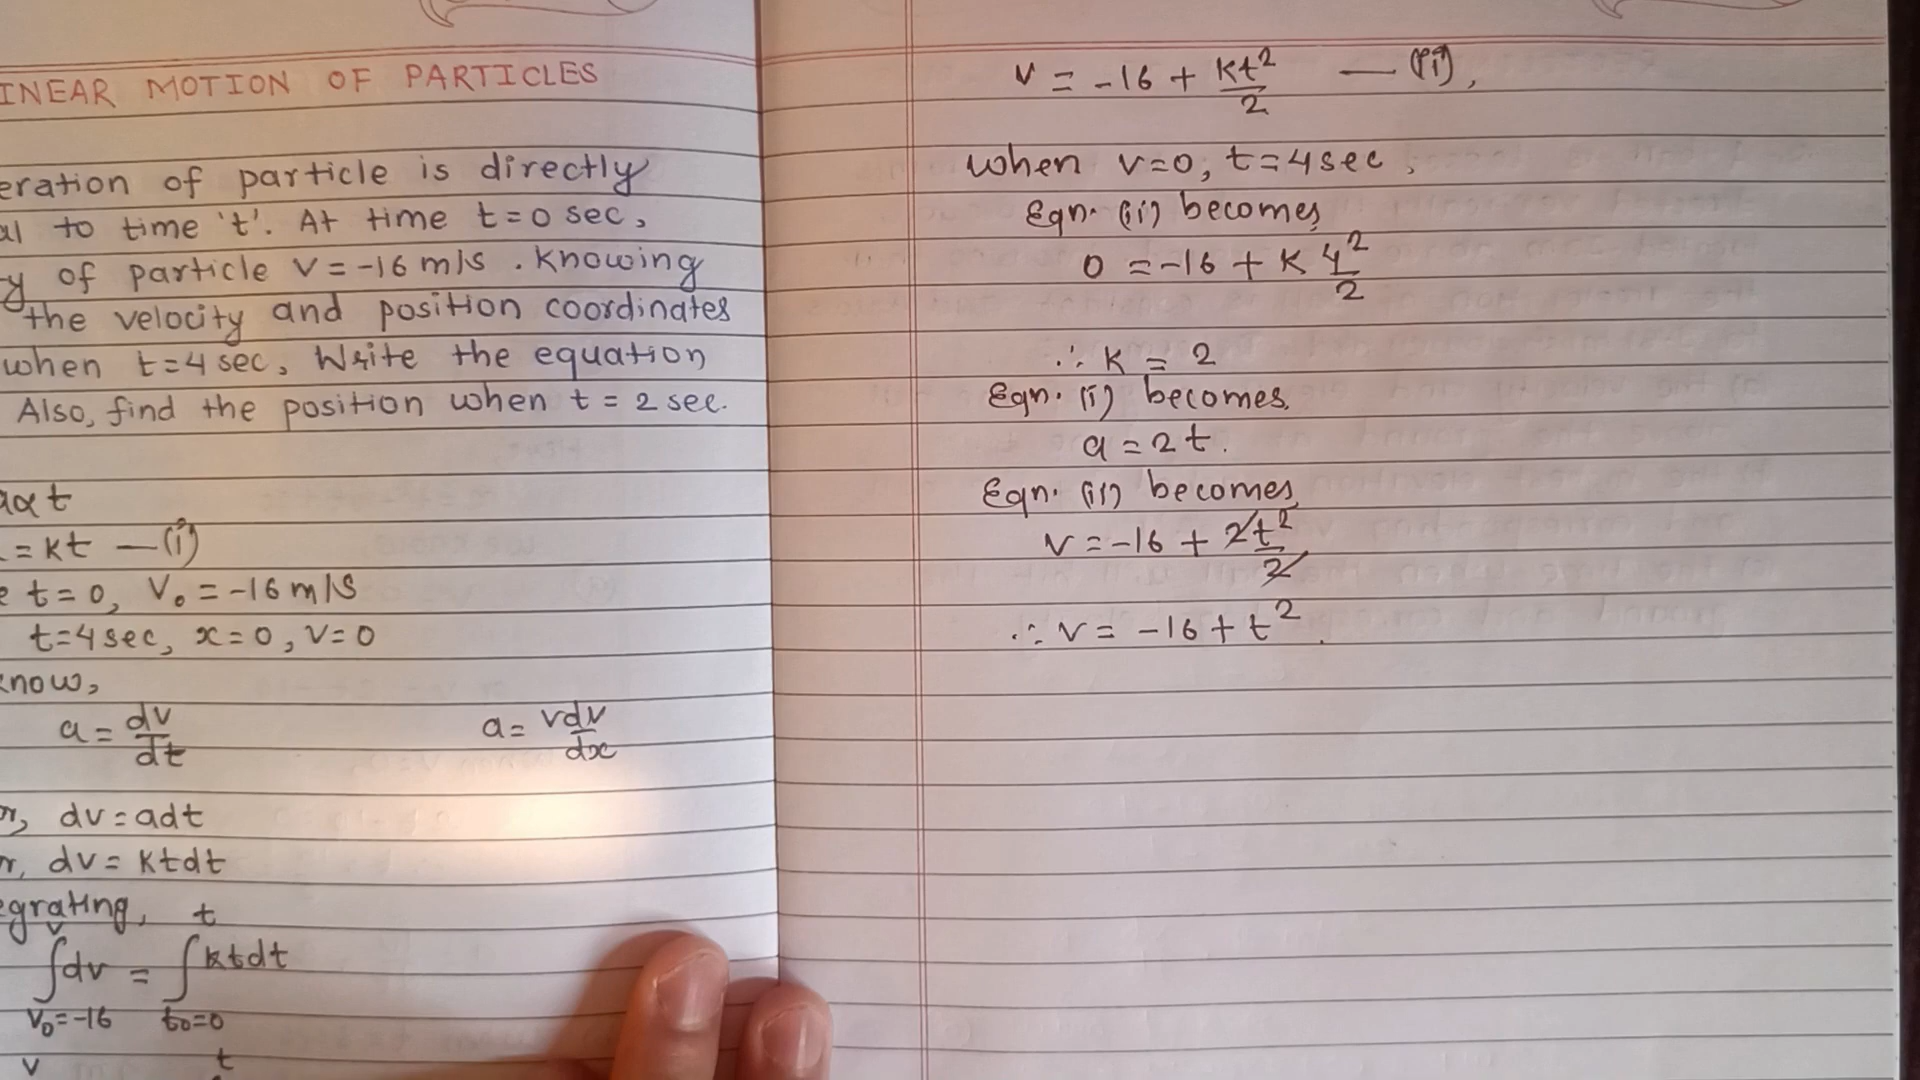 INEAR MOTION OF PARTICLES
eration of particle is directly
al to time 't'. At time t=0 sec,
y of particle v=-16 m/s. Knowing
the velocity and position coordinates
when t=4 sec, Write the equation
Also, find the position when t = 2 sec.
a∝t
=kt —(i)
e t=0, V₀=-16 m/s
t=4 sec, x=0, v=0
know,
a=dv/dt a=vdv/dx
or, dv=adt
r, dv=ktdt
egrating,
∫dv = ∫ktdt
v t
v₀=-16 t₀=0
v t
v = -16 + kt²/2 — (ii),
when v=0, t=4 sec,
Eqn. (ii) becomes,
0 =-16 + k 4²/2
∴ k = 2
Eqn. (i) becomes,
a=2t.
Eqn. (ii) becomes,
v=-16 + 2t²/2
∴ v= -16+t².